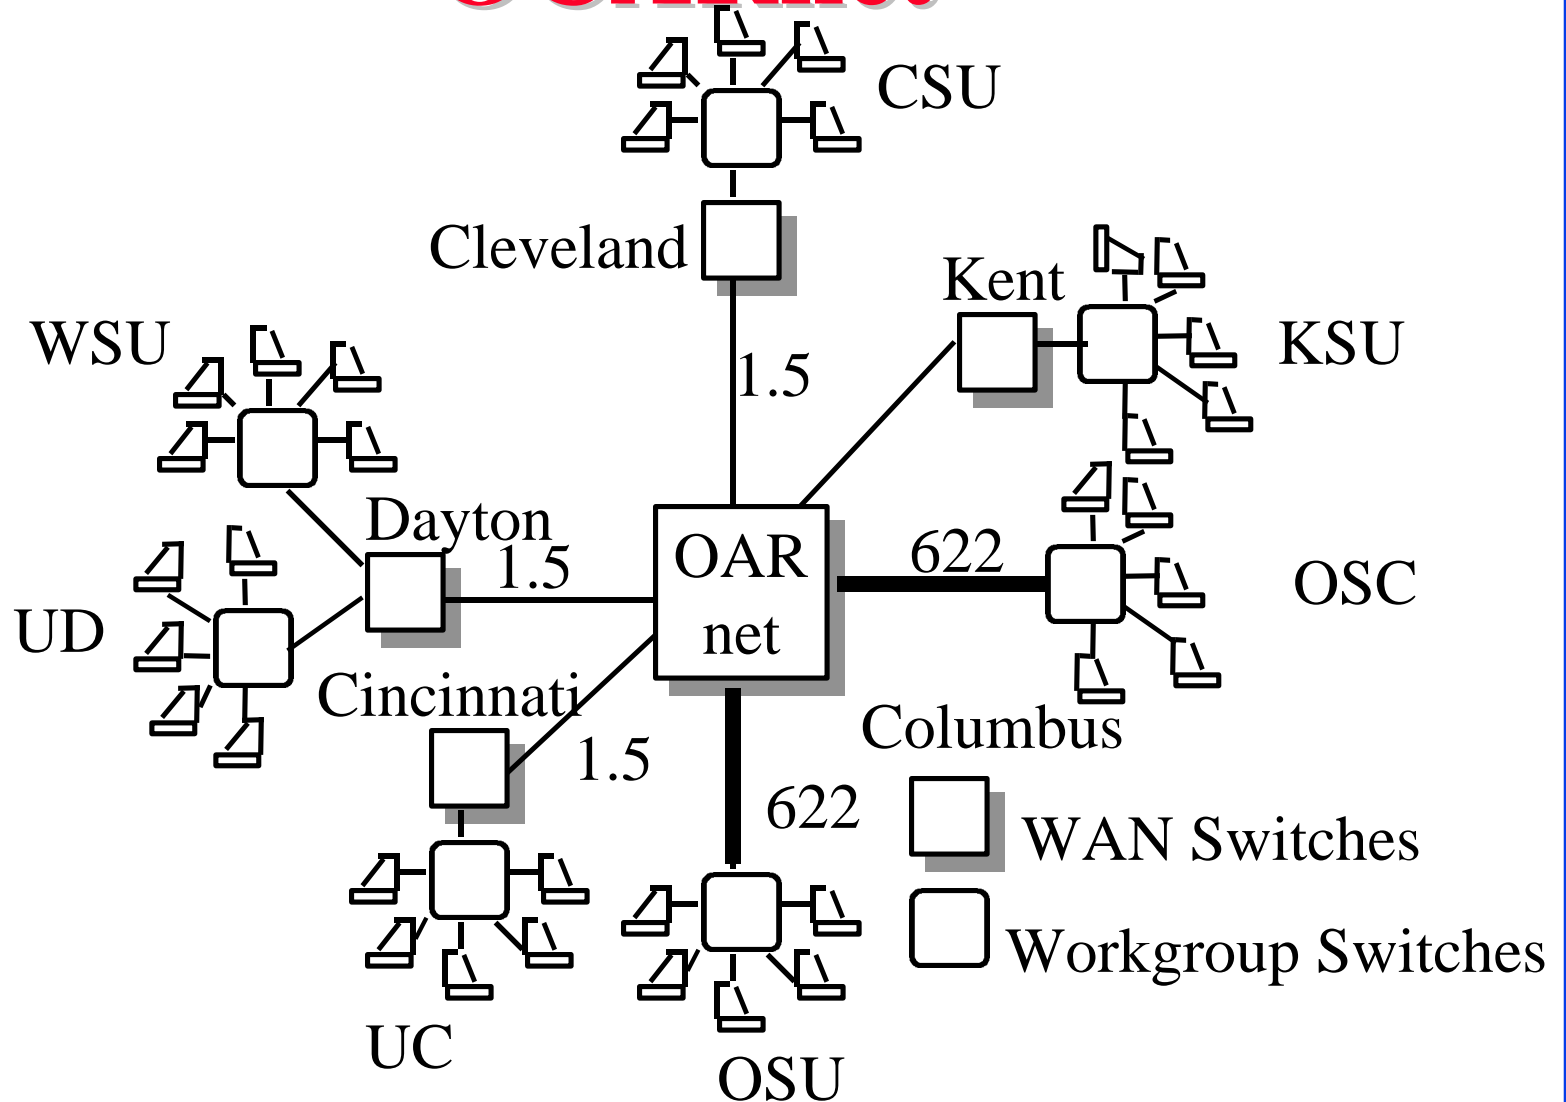 CSU
Cleveland
Kent
WSU
KSU
1.5
Dayton
1.5
OAR
net
622
OSC
UD
Cincinnati
Columbus
1.5
622
WAN Switches
Workgroup Switches
UC
OSU